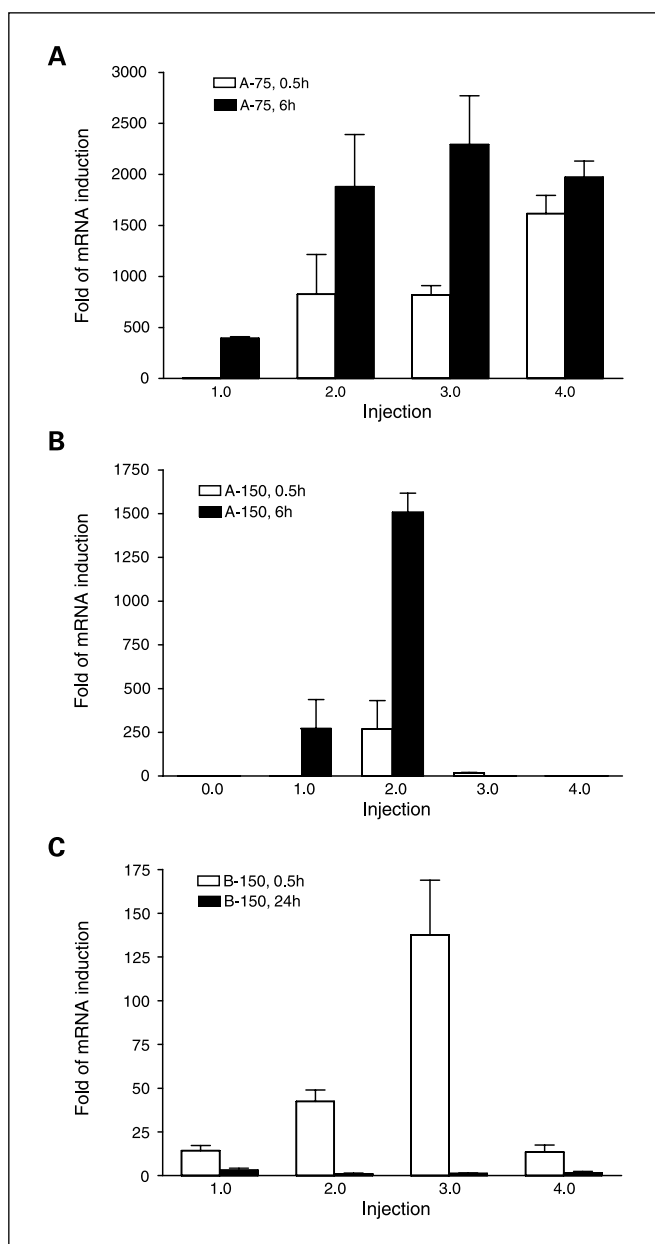 A
A-75, 0.5h
A-75, 6h
3000
2500
2000
1500
1000
500
0
Fold of mRNA induction
1.0 2.0 3.0 4.0
Injection
B
A-150, 0.5h
A-150, 6h
1750
1500
1250
1000
750
500
250
0
Fold of mRNA induction
0.0 1.0 2.0 3.0 4.0
Injection
C
B-150, 0.5h
B-150, 24h
175
150
125
100
75
50
25
0
Fold of mRNA induction
1.0 2.0 3.0 4.0
Injection